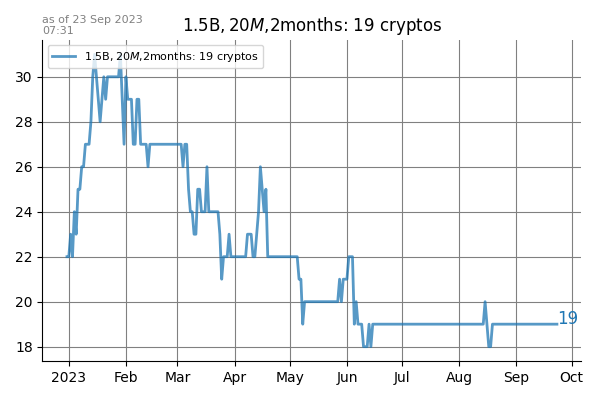 as of 23 Sep 2023
07:31
1.5B, 20M,2months: 19 cryptos
1.5B, 20M,2months: 19 cryptos
30
28
26
24
22
20
18
19
2023 Feb Mar Apr May Jun Jul Aug Sep Oct